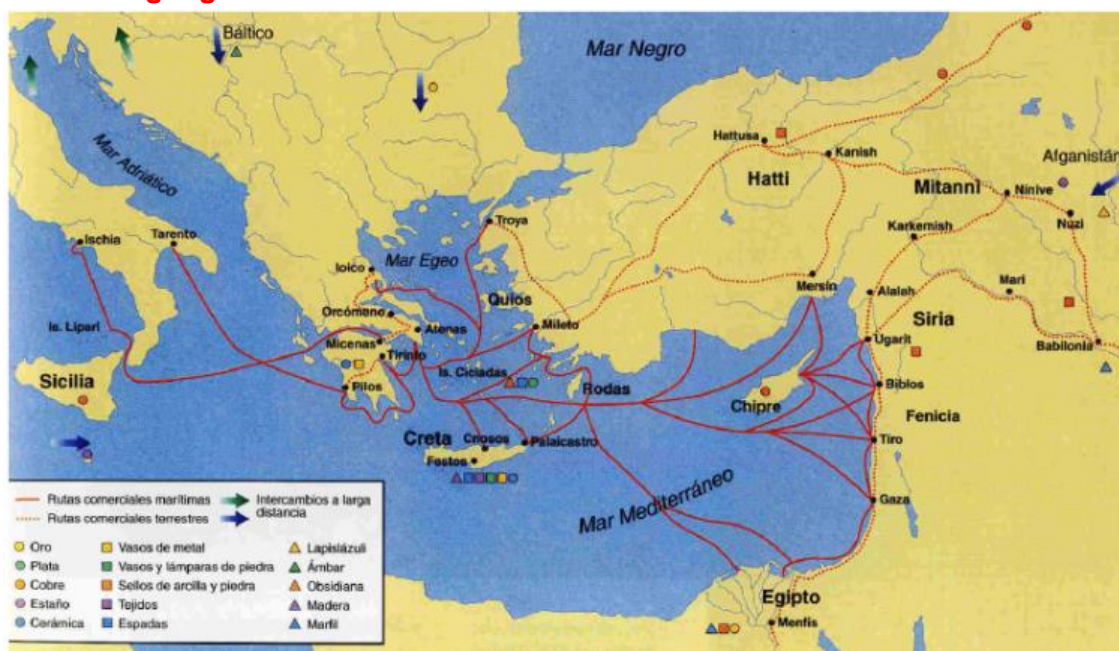 Báltico
Mar Negro
Mar Adriático
Hattusa
Kanish
Afganistán
Hatti
Mitanni
Nínive
Nuzi
Karkemish
Troya
Ischia
Tarento
Mar Egeo
Iolco
Mersín
Alalah
Mari
Quíos
Orcómeno
Mileto
Siria
Is. Lípari
Atenas
Micenas
Ugarit
Babilonia
Tirinto
Is. Cícladas
Sicilia
Pilos
Rodas
Chipre
Biblos
Fenicia
Creta
Cnosos
Palaicastro
Tiro
Festos
Mar Mediterráneo
Gaza
Egipto
Menfis
Rutas comerciales marítimas
Rutas comerciales terrestres
Intercambios a larga
distancia
Oro
Vasos de metal
Lapislázuli
Plata
Vasos y lámparas de piedra
Ámbar
Cobre
Sellos de arcilla y piedra
Obsidiana
Estaño
Tejidos
Madera
Cerámica
Espadas
Marfil